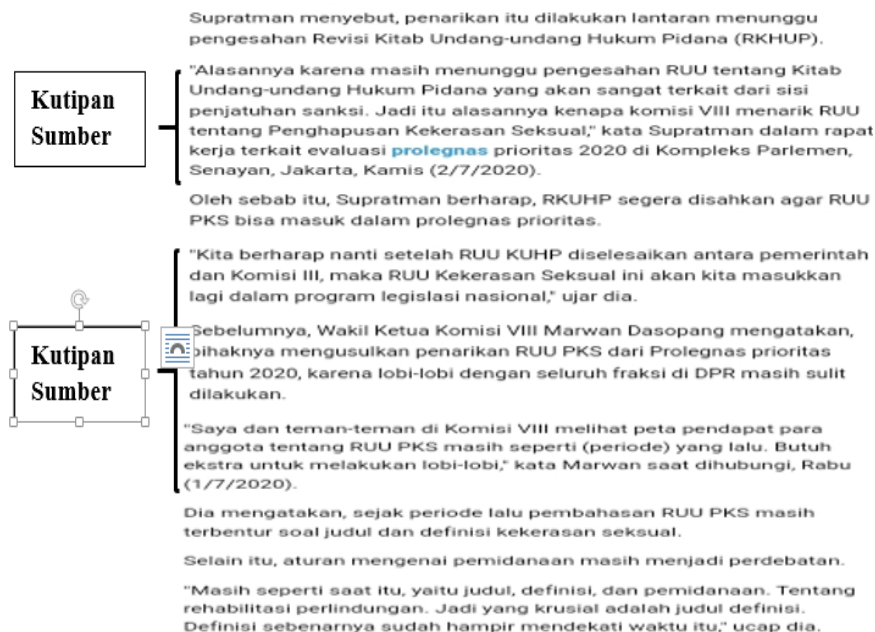 Supratman menyebut, penarikan itu dilakukan lantaran menunggu
pengesahan Revisi Kitab Undang-undang Hukum Pidana (RKHUP).
Kutipan
Sumber
"Alasannya karena masih menunggu pengesahan RUU tentang Kitab
Undang-undang Hukum Pidana yang akan sangat terkait dari sisi
penjatuhan sanksi. Jadi itu alasannya kenapa komisi VIII menarik RUU
tentang Penghapusan Kekerasan Seksual," kata Supratman dalam rapat
kerja terkait evaluasi prolegnas prioritas 2020 di Kompleks Parlemen,
Senayan, Jakarta, Kamis (2/7/2020).
Oleh sebab itu, Supratman berharap, RKUHP segera disahkan agar RUU
PKS bisa masuk dalam prolegnas prioritas.
Kutipan
Sumber
"Kita berharap nanti setelah RUU KUHP diselesaikan antara pemerintah
dan Komisi III, maka RUU Kekerasan Seksual ini akan kita masukkan
lagi dalam program legislasi nasional," ujar dia.
Sebelumnya, Wakil Ketua Komisi VIII Marwan Dasopang mengatakan,
pihaknya mengusulkan penarikan RUU PKS dari Prolegnas prioritas
tahun 2020, karena lobi-lobi dengan seluruh fraksi di DPR masih sulit
dilakukan.
"Saya dan teman-teman di Komisi VIII melihat peta pendapat para
anggota tentang RUU PKS masih seperti (periode) yang lalu. Butuh
ekstra untuk melakukan lobi-lobi," kata Marwan saat dihubungi, Rabu
(1/7/2020).
Dia mengatakan, sejak periode lalu pembahasan RUU PKS masih
terbentur soal judul dan definisi kekerasan seksual.
Selain itu, aturan mengenai pemidanaan masih menjadi perdebatan.
"Masih seperti saat itu, yaitu judul, definisi, dan pemidanaan. Tentang
rehabilitasi perlindungan. Jadi yang krusial adalah judul definisi.
Definisi sebenarnya sudah hampir mendekati waktu itu," ucap dia.